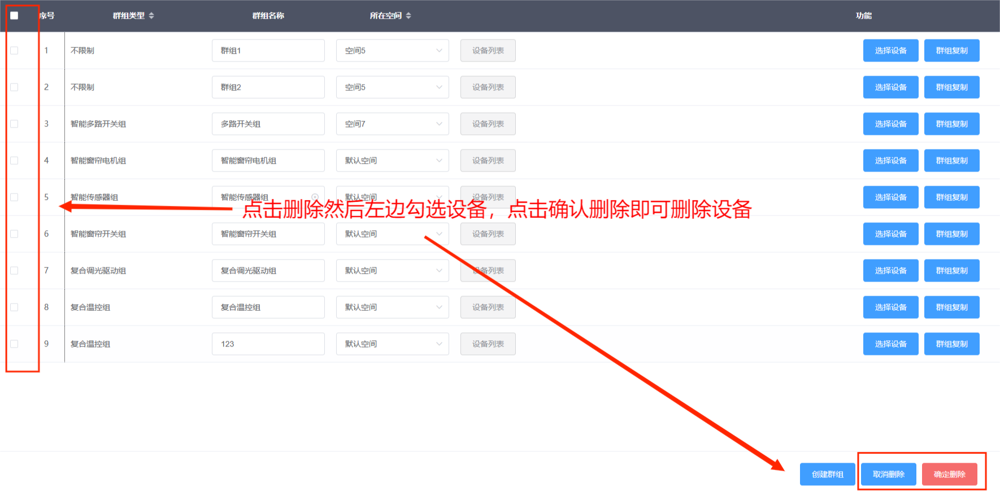 序号 群组类型 群组名称 所在空间 功能
1 不限制 群组1 空间5 设备列表 选择设备 群组复制
2 不限制 群组2 空间5 设备列表 选择设备 群组复制
3 智能多路开关组 多路开关组 空间7 设备列表 选择设备 群组复制
4 智能窗帘电机组 智能窗帘电机组 默认空间 设备列表 选择设备 群组复制
5 智能传感器组 智能传感器组 默认空间 设备列表 选择设备 群组复制
点击删除然后左边勾选设备，点击确认删除即可删除设备
6 智能窗帘开关组 智能窗帘开关组 默认空间 设备列表 选择设备 群组复制
7 复合调光驱动组 复合调光驱动组 默认空间 设备列表 选择设备 群组复制
8 复合温控组 复合温控组 默认空间 设备列表 选择设备 群组复制
9 复合温控组 123 默认空间 设备列表 选择设备 群组复制
创建群组 取消删除 确定删除